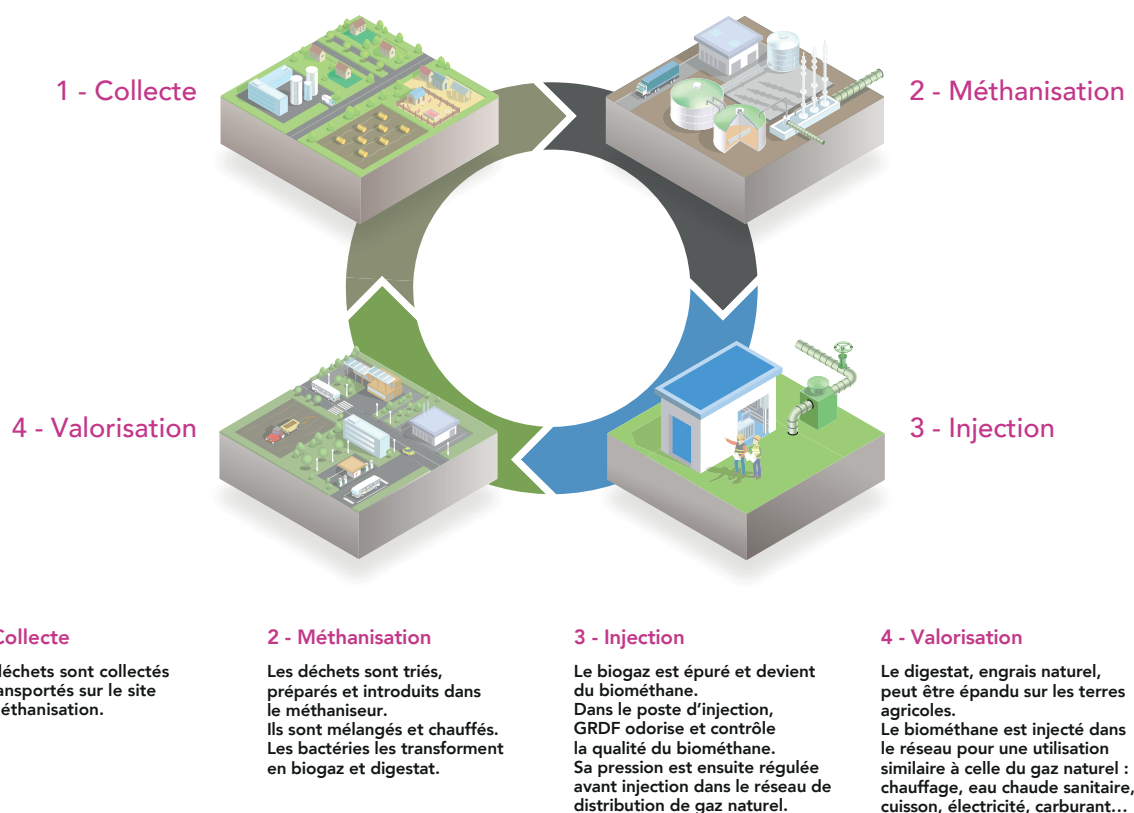 1 - Collecte
2 - Méthanisation
4 - Valorisation
3 - Injection
Collecte
déchets sont collectés
sur le site
2 - Méthanisation
Les déchets sont triés,
préparés et introduits dans
le méthaniseur.
Ils sont mélangés et chauffés.
Les bactéries les transforment
en biogaz et digestat.
3 - Injection
Le biogaz est épuré et devient
du biométhane.
Dans le poste d’injection,
GRDF odorise et contrôle
la qualité du biométhane.
Sa pression est ensuite régulée
avant injection dans le réseau de
distribution de gaz naturel.
4 - Valorisation
Le digestat, engrais naturel,
peut être épandu sur les terres
agricoles.
Le biométhane est injecté dans
le réseau pour une utilisation
similaire à celle du gaz naturel :
chauffage, eau chaude sanitaire,
cuisson, électricité, carburant…